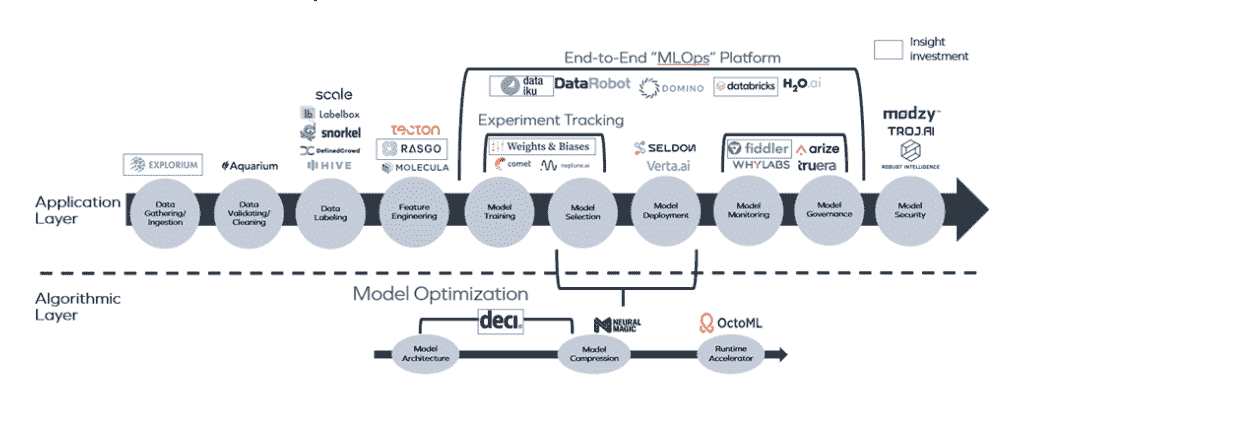 End-to-End "MLOps" Platform
Insight
investment
data
iku
DataRobot
DOMINO
databricks
H2O.ai
scale
Labelbox
snorkel
DefinedCrowd
HIVE
Experiment Tracking
TECTON
RASGO
MOLECULA
Weights & Biases
comet
neptune.ai
SELDON
Verta.ai
fiddler
arize
WHYLABS
truera
modzy
TROJ.AI
ROBUST INTELLIGENCE
EXPLORIUM
Aquarium
Application
Layer
Data
Gathering/
Ingestion
Data
Validating/
Cleaning
Data
Labeling
Feature
Engineering
Model
Training
Model
Selection
Model
Deployment
Model
Monitoring
Model
Governance
Model
Security
Algorithmic
Layer
Model Optimization
deci.
NEURAL
MAGIC
OctoML
Model
Architecture
Model
Compression
Runtime
Accelerator